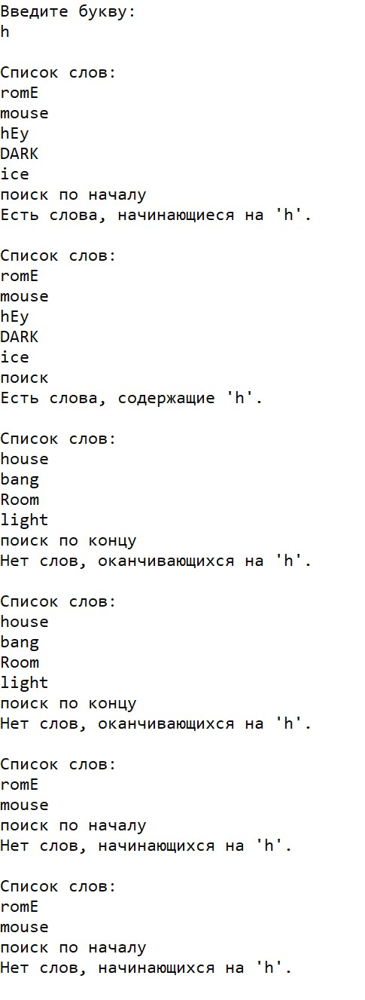 Введите букву:
h
Список слов:
romE
mouse
hEy
DARK
ice
поиск по началу
Есть слова, начинающиеся на 'h'.
Список слов:
romE
mouse
hEy
DARK
ice
поиск
Есть слова, содержащие 'h'.
Список слов:
house
bang
Room
light
поиск по концу
Нет слов, оканчивающихся на 'h'.
Список слов:
house
bang
Room
light
поиск по концу
Нет слов, оканчивающихся на 'h'.
Список слов:
romE
mouse
поиск по началу
Нет слов, начинающихся на 'h'.
Список слов:
romE
mouse
поиск по началу
Нет слов, начинающихся на 'h'.